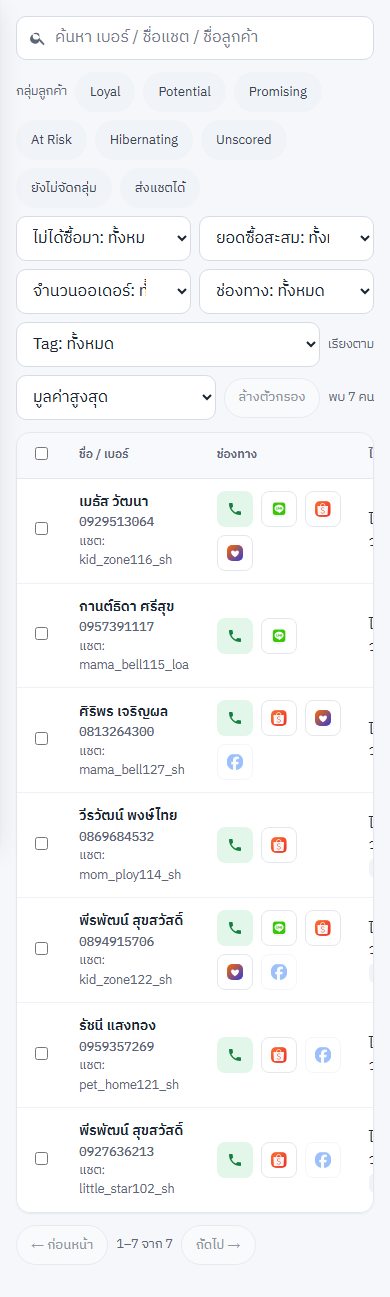 ค้นหา เบอร์ / ชื่อแชต / ชื่อลูกค้า
กลุ่มลูกค้า Loyal Potential Promising
At Risk Hibernating Unscored
ยังไม่จัดกลุ่ม ส่งแชตได้
ไม่ได้ซื้อมา: ทั้งหม ยอดซื้อสะสม: ทั้ง
จำนวนออเดอร์: ช่องทาง: ทั้งหมด
Tag: ทั้งหมด เรียงตาม
มูลค่าสูงสุด ล้างตัวกรอง พบ 7 คน
ชื่อ / เบอร์ ช่องทาง
เมธัส วัฒนา
0929513064
แชต:
kid_zone116_sh
กานต์ธิดา ศรีสุข
0957391117
แชต:
mama_bell115_loa
ศิริพร เจริญผล
0813264300
แชต:
mama_bell127_sh
วีรวัฒน์ พงษ์ไทย
0869684532
แชต:
mom_ploy114_sh
พีรพัฒน์ สุขสวัสดิ์
0894915706
แชต:
kid_zone122_sh
รัชนี แสงทอง
0959357269
แชต:
pet_home121_sh
พีรพัฒน์ สุขสวัสดิ์
0927636213
แชต:
little_star102_sh
← ก่อนหน้า 1–7 จาก 7 ถัดไป →